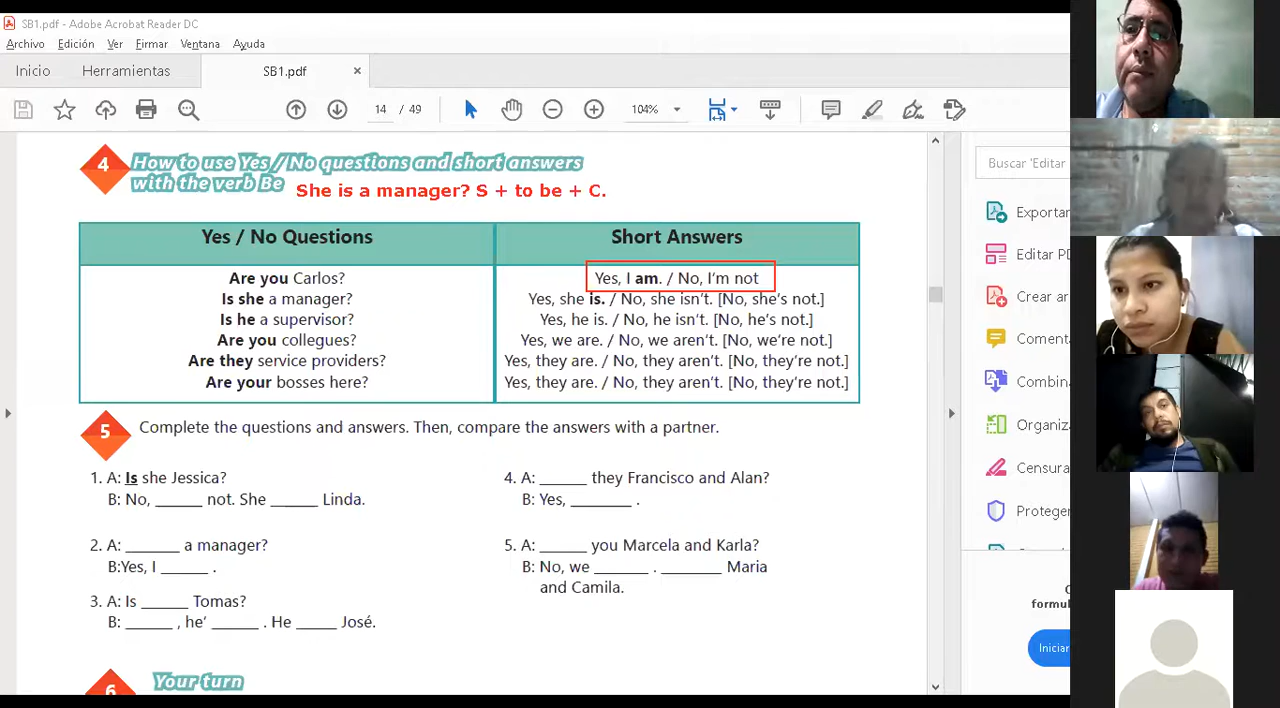 SB1.pdf - Adobe Acrobat Reader DC
Archivo Edición Ver Firmar Ventana Ayuda
Inicio Herramientas SB1.pdf ×
14 / 49 104%
4 How to use Yes / No questions and short answers
with the verb Be She is a manager? S + to be + C.
Yes / No Questions Short Answers
Are you Carlos? Yes, I am. / No, I'm not
Is she a manager? Yes, she is. / No, she isn't. [No, she's not.]
Is he a supervisor? Yes, he is. / No, he isn't. [No, he's not.]
Are you collegues? Yes, we are. / No, we aren't. [No, we're not.]
Are they service providers? Yes, they are. / No, they aren't. [No, they're not.]
Are your bosses here? Yes, they are. / No, they aren't. [No, they're not.]
5 Complete the questions and answers. Then, compare the answers with a partner.
1. A: Is she Jessica?
B: No, ______ not. She ______ Linda.
2. A: _______ a manager?
B:Yes, I ______ .
3. A: Is ______ Tomas?
B: ______ , he' ______ . He _____ José.
4. A: ______ they Francisco and Alan?
B: Yes, ________ .
5. A: ______ you Marcela and Karla?
B: No, we _______ . ________ Maria
and Camila.
6 Your turn
Buscar 'Editar
Exportar
Editar PD
Crear ar
Comenta
Combina
Organiza
Censura
Proteger
formul
Iniciar